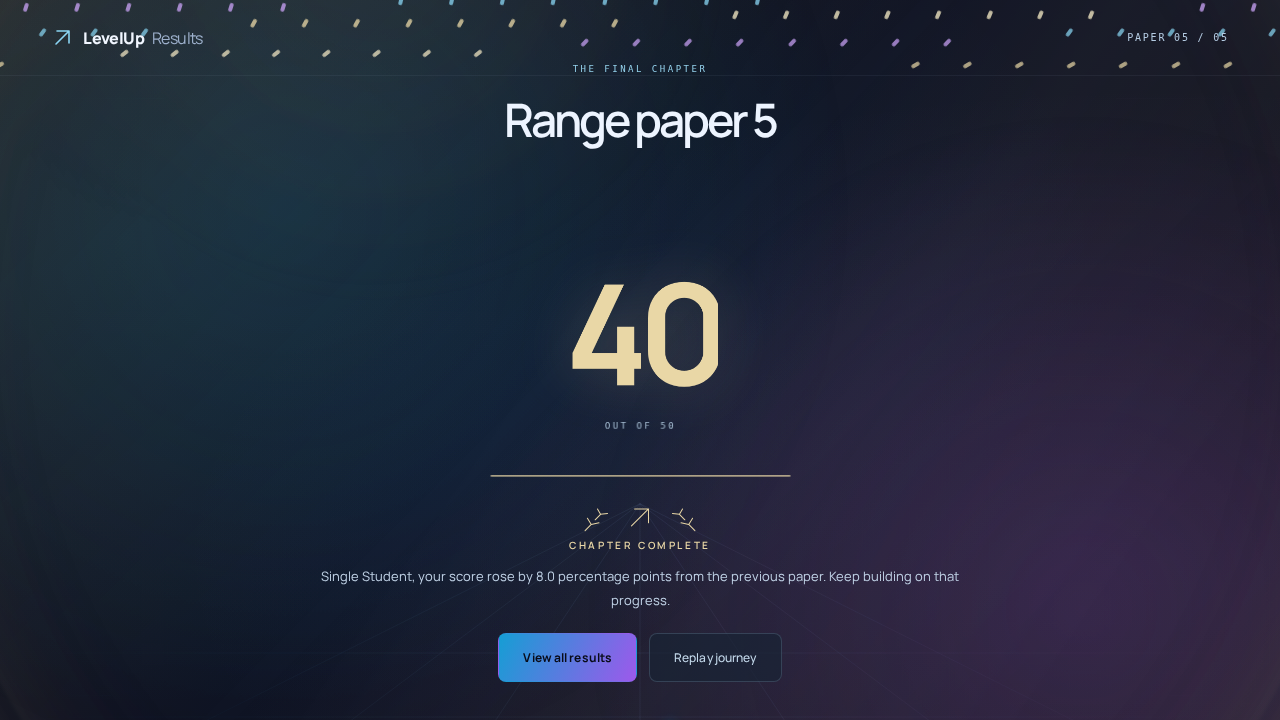 LevelUp Results
PAPER 05 / 05
THE FINAL CHAPTER
Range paper 5
40
OUT OF 50
CHAPTER COMPLETE
Single Student, your score rose by 8.0 percentage points from the previous paper. Keep building on that
progress.
View all results
Replay journey